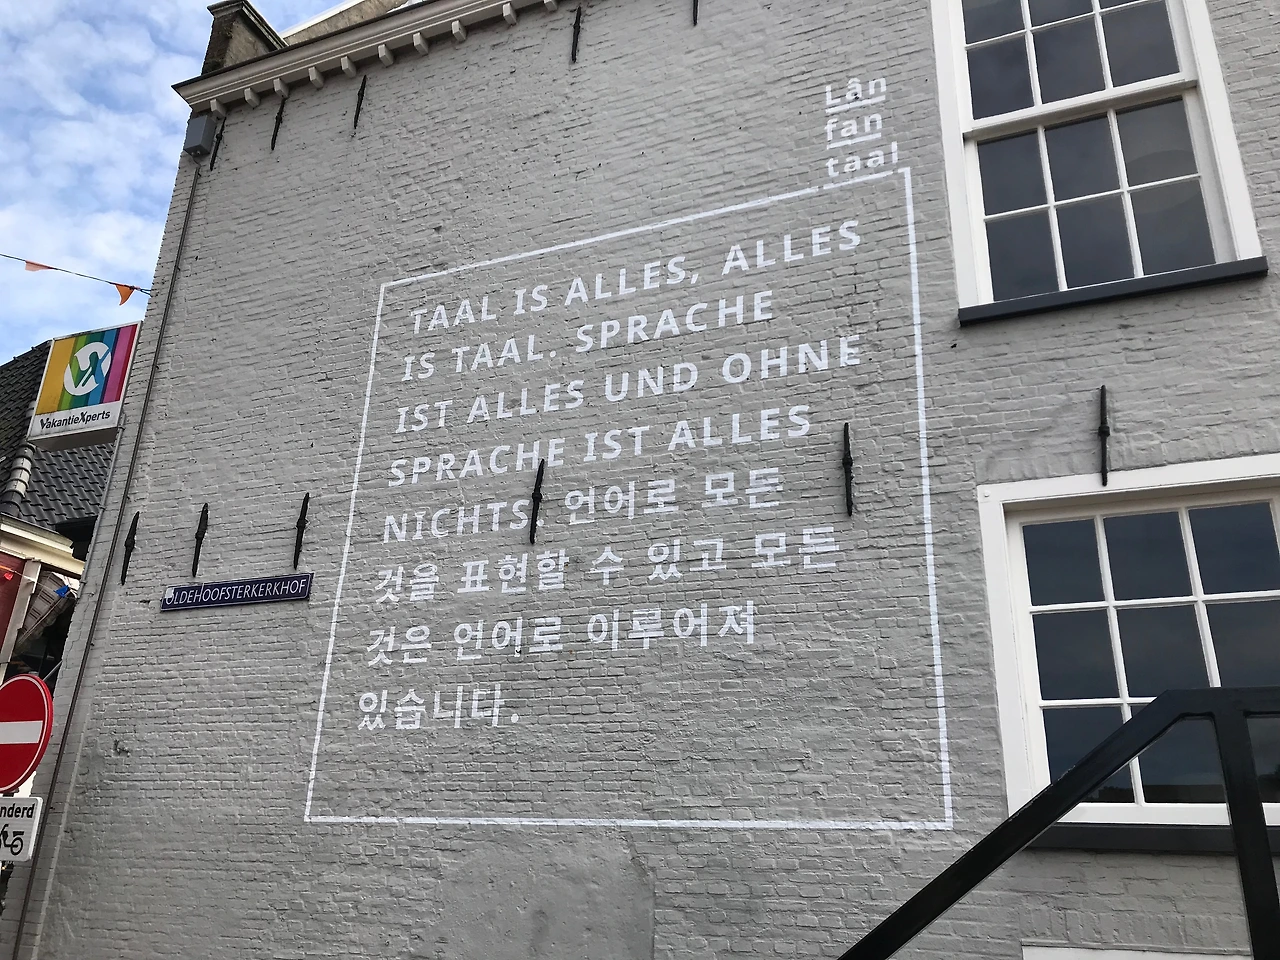 Lân
fan
taal
TAAL IS ALLES, ALLES
IS TAAL. SPRACHE
IST ALLES UND OHNE
SPRACHE IST ALLES
NICHTS. 언어로 모든
것을 표현할 수 있고 모든
것은 언어로 이루어져
있습니다.
VakantieXperts
OLDEHOOFSTERKERKHOF
nderd